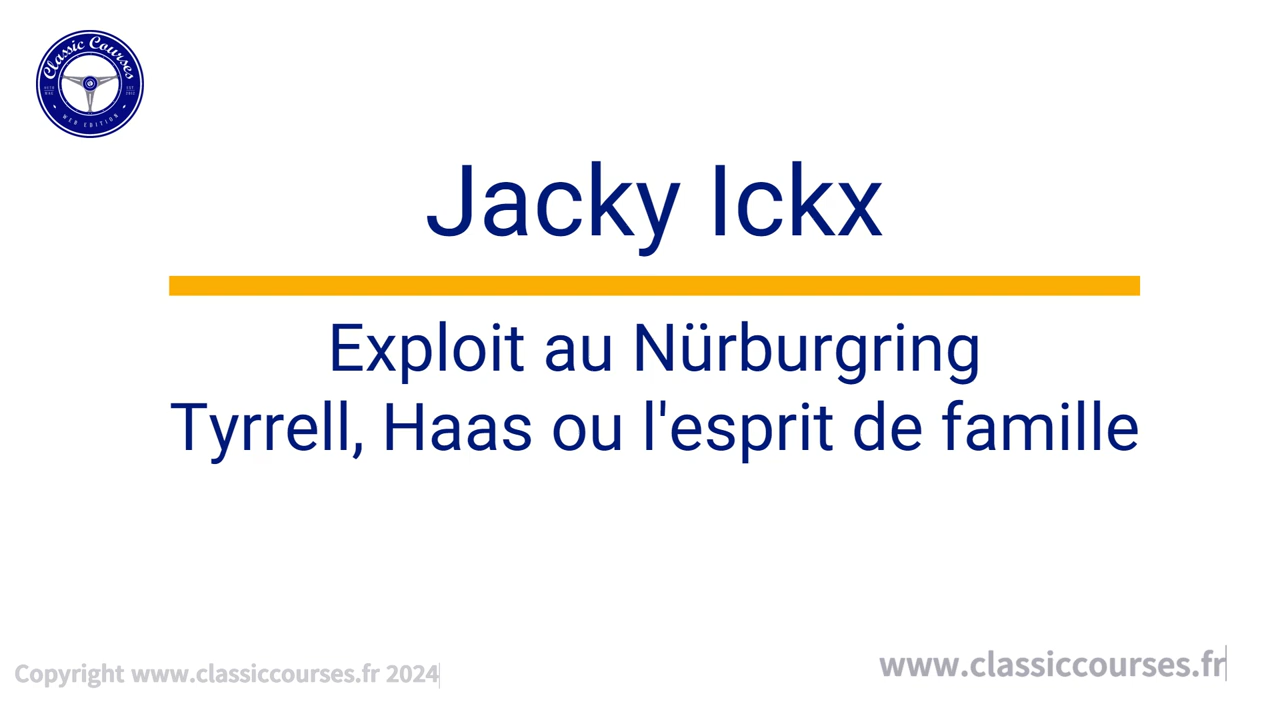 Classic Courses
WEB EDITION
Jacky Ickx
Exploit au Nürburgring
Tyrrell, Haas ou l'esprit de famille
Copyright www.classiccourses.fr 2024
www.classiccourses.fr